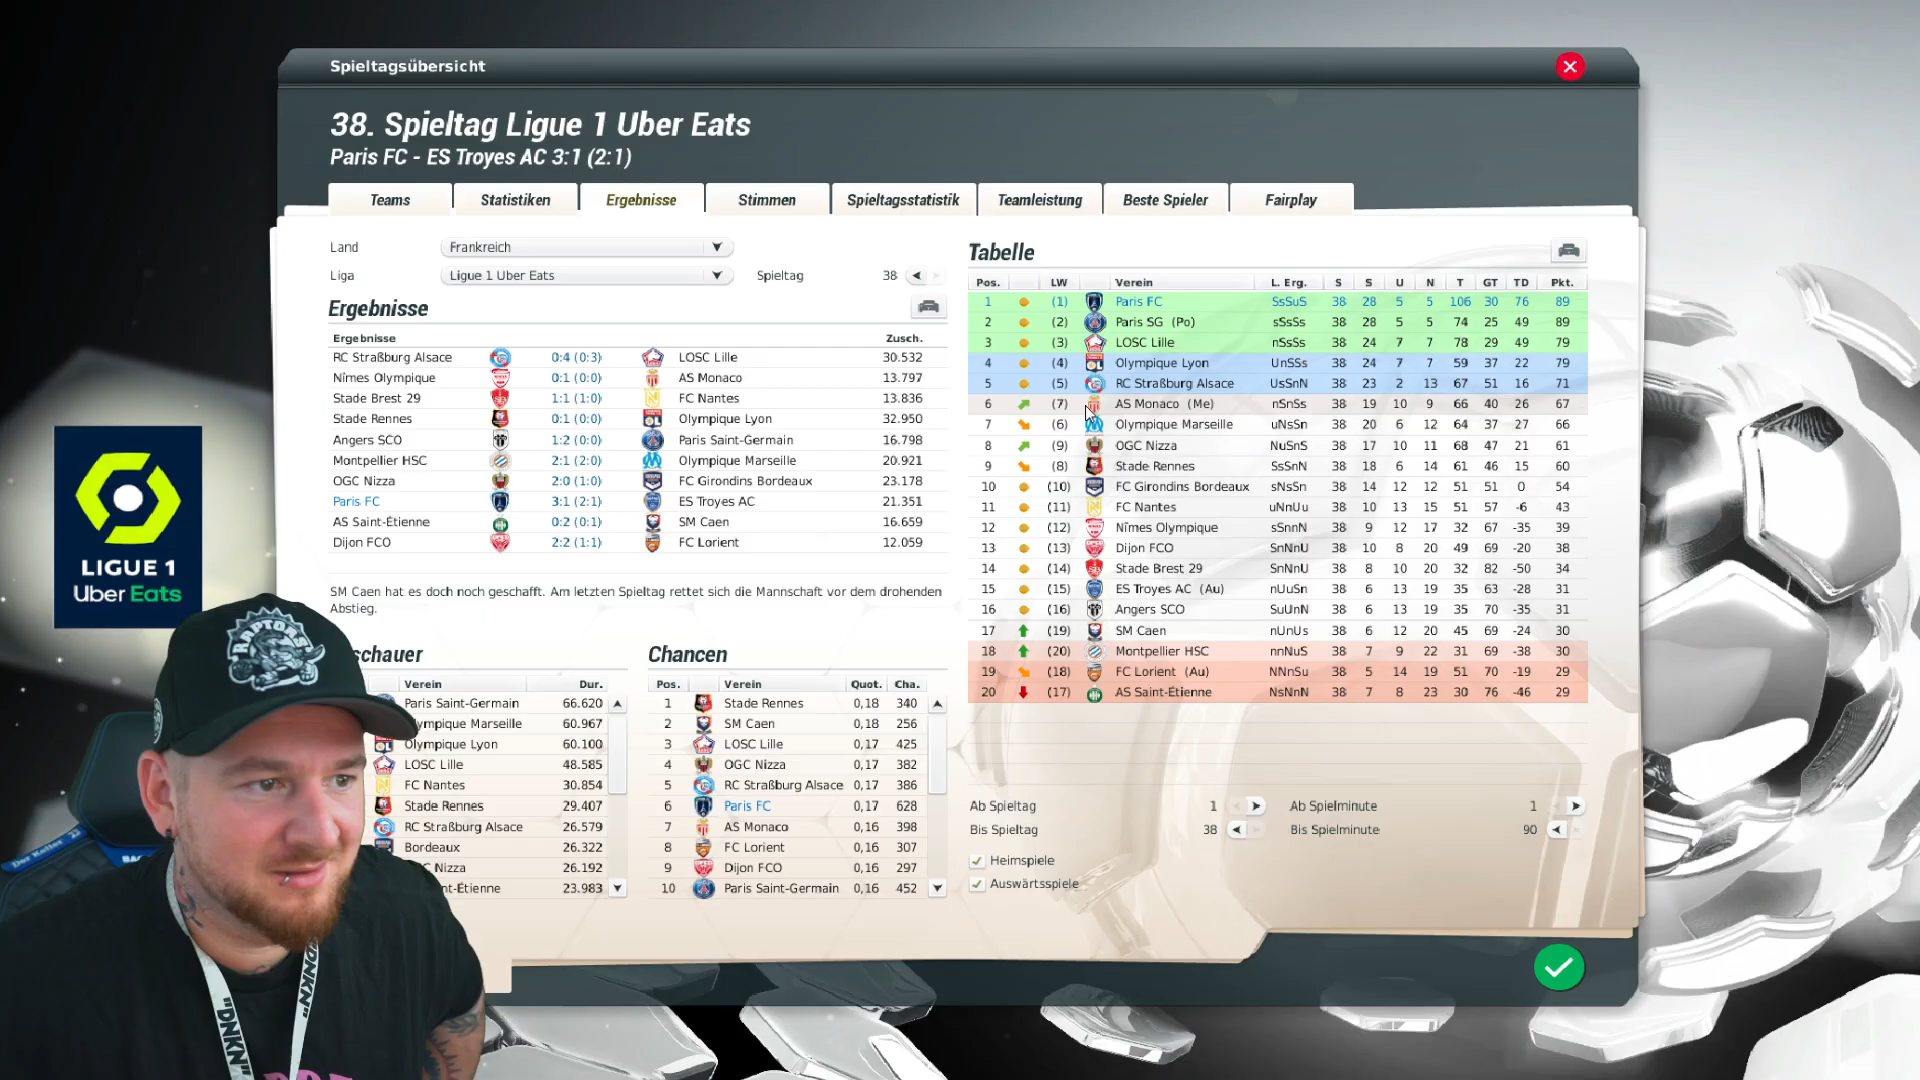 Spieltagsübersicht
38. Spieltag Ligue 1 Uber Eats
Paris FC - ES Troyes AC 3:1 (2:1)
Teams Statistiken Ergebnisse Stimmen Spieltagsstatistik Teamleistung Beste Spieler Fairplay
Land Frankreich
Liga Ligue 1 Uber Eats Spieltag 38
Ergebnisse
Ergebnisse Zusch.
RC Straßburg Alsace 0:4 (0:3) LOSC Lille 30.532
Nîmes Olympique 0:1 (0:0) AS Monaco 13.797
Stade Brest 29 1:1 (1:0) FC Nantes 13.836
Stade Rennes 0:1 (0:0) Olympique Lyon 32.950
Angers SCO 1:2 (0:0) Paris Saint-Germain 16.798
Montpellier HSC 2:1 (2:0) Olympique Marseille 20.921
OGC Nizza 2:0 (1:0) FC Girondins Bordeaux 23.178
Paris FC 3:1 (2:1) ES Troyes AC 21.351
AS Saint-Étienne 0:2 (0:1) SM Caen 16.659
Dijon FCO 2:2 (1:1) FC Lorient 12.059
SM Caen hat es doch noch geschafft. Am letzten Spieltag rettet sich die Mannschaft vor dem drohenden
Abstieg.
schauer
Verein Dur.
Paris Saint-Germain 66.620
lympique Marseille 60.967
Olympique Lyon 60.100
LOSC Lille 48.585
FC Nantes 30.854
Stade Rennes 29.407
RC Straßburg Alsace 26.579
Bordeaux 26.322
C Nizza 26.192
nt-Étienne 23.983
Chancen
Pos. Verein Quot. Cha.
1 Stade Rennes 0,18 340
2 SM Caen 0,18 256
3 LOSC Lille 0,17 425
4 OGC Nizza 0,17 382
5 RC Straßburg Alsace 0,17 386
6 Paris FC 0,17 628
7 AS Monaco 0,16 398
8 FC Lorient 0,16 307
9 Dijon FCO 0,16 297
10 Paris Saint-Germain 0,16 452
Tabelle
Pos. LW Verein L. Erg. S S U N T GT TD Pkt.
1 (1) Paris FC SsSuS 38 28 5 5 106 30 76 89
2 (2) Paris SG (Po) sSsSs 38 28 5 5 74 25 49 89
3 (3) LOSC Lille nSsSs 38 24 7 7 78 29 49 79
4 (4) Olympique Lyon UnSSs 38 24 7 7 59 37 22 79
5 (5) RC Straßburg Alsace UsSnN 38 23 2 13 67 51 16 71
6 (7) AS Monaco (Me) nSnSs 38 19 10 9 66 40 26 67
7 (6) Olympique Marseille uNsSn 38 20 6 12 64 37 27 66
8 (9) OGC Nizza NuSnS 38 17 10 11 68 47 21 61
9 (8) Stade Rennes SsSnN 38 18 6 14 61 46 15 60
10 (10) FC Girondins Bordeaux sNsSn 38 14 12 12 51 51 0 54
11 (11) FC Nantes uNnUu 38 10 13 15 51 57 -6 43
12 (12) Nîmes Olympique sSnnN 38 9 12 17 32 67 -35 39
13 (13) Dijon FCO SnNnU 38 10 8 20 49 69 -20 38
14 (14) Stade Brest 29 SnNnU 38 8 10 20 32 82 -50 34
15 (15) ES Troyes AC (Au) nUuSn 38 6 13 19 35 63 -28 31
16 (16) Angers SCO SuUnN 38 6 13 19 35 70 -35 31
17 (19) SM Caen nUnUs 38 6 12 20 45 69 -24 30
18 (20) Montpellier HSC nnNuS 38 7 9 22 31 69 -38 30
19 (18) FC Lorient (Au) NNnSu 38 5 14 19 51 70 -19 29
20 (17) AS Saint-Étienne NsNnN 38 7 8 23 30 76 -46 29
Ab Spieltag 1 Ab Spielminute 1
Bis Spieltag 38 Bis Spielminute 90
Heimspiele
Auswärtsspiele
LIGUE 1
Uber Eats
RAPTORS
Der Keller
"DNKN"
"DNKN"